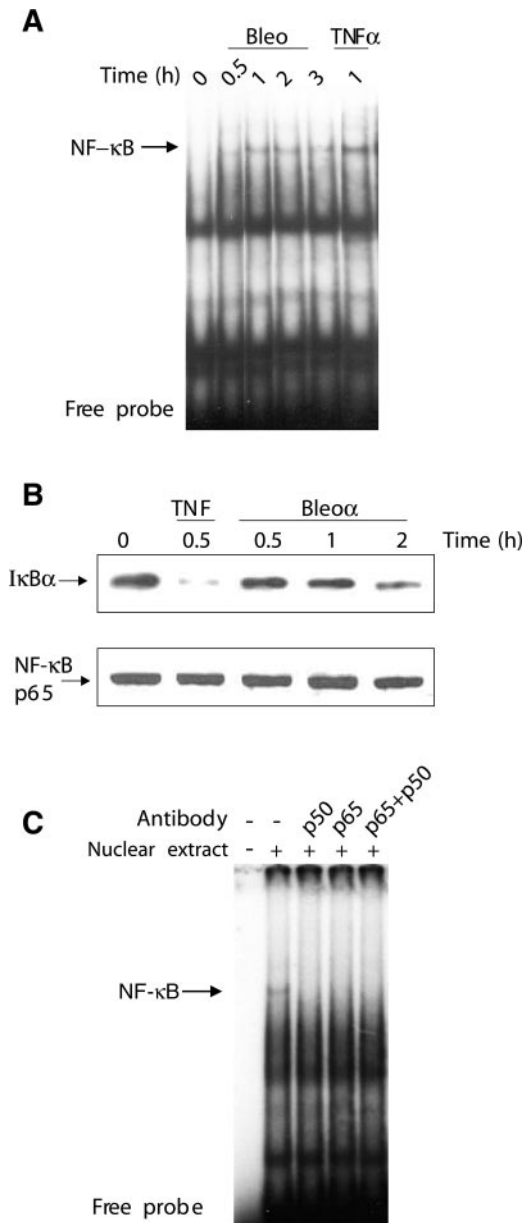 A
Bleo TNFα
Time (h) 0 0.5 1 2 3 1
NF–κB
Free probe
B
TNF Bleoα
0 0.5 0.5 1 2 Time (h)
IκBα
NF-κB
p65
C
Antibody - - p50 p65 p65+p50
Nuclear extract - + + + +
NF-κB
Free probe